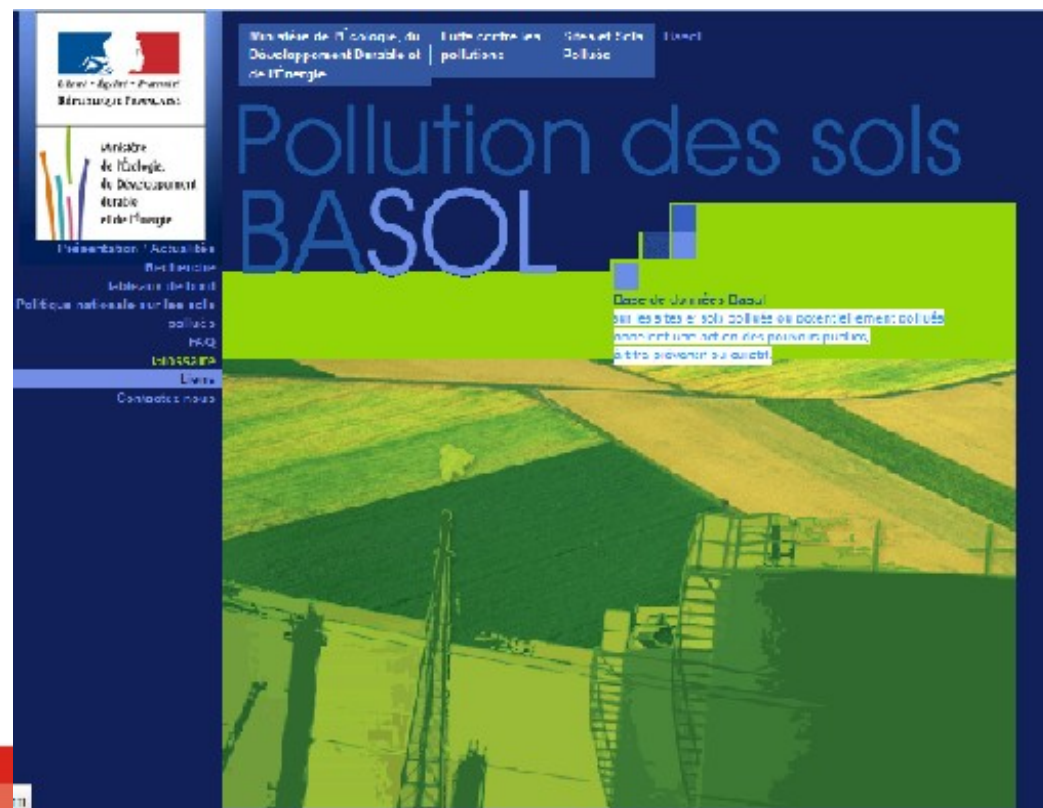 Liberté • Égalité • Fraternité
RÉPUBLIQUE FRANÇAISE
Ministère
de l'Écologie,
du Développement
durable
et de l'Énergie
Ministère de l'Écologie, du
Développement Durable et
de l'Énergie
Lutte contre les
pollutions
Sites et Sols
Pollués
Basol
Pollution des sols
BASOL
Présentation / Actualités
Recherche
Tableaux de bord
Politique nationale sur les sols
pollués
FAQ
Glossaire
Liens
Contactez nous
Base de données Basol
sur les sites et sols pollués ou potentiellement pollués
appelant une action des pouvoirs publics,
à titre préventif ou curatif.